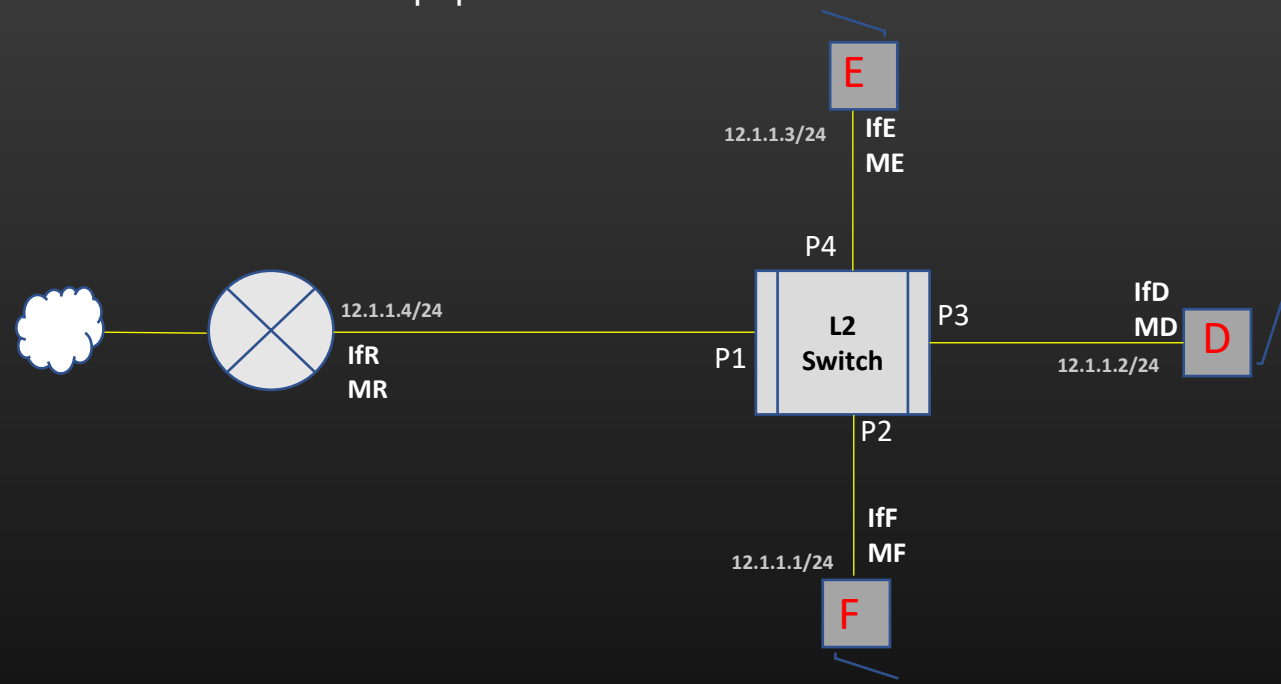 E
12.1.1.3/24
IfE
ME
P4
12.1.1.4/24
IfR
MR
P1
L2
Switch
P3
IfD
MD
D
12.1.1.2/24
P2
IfF
MF
12.1.1.1/24
F